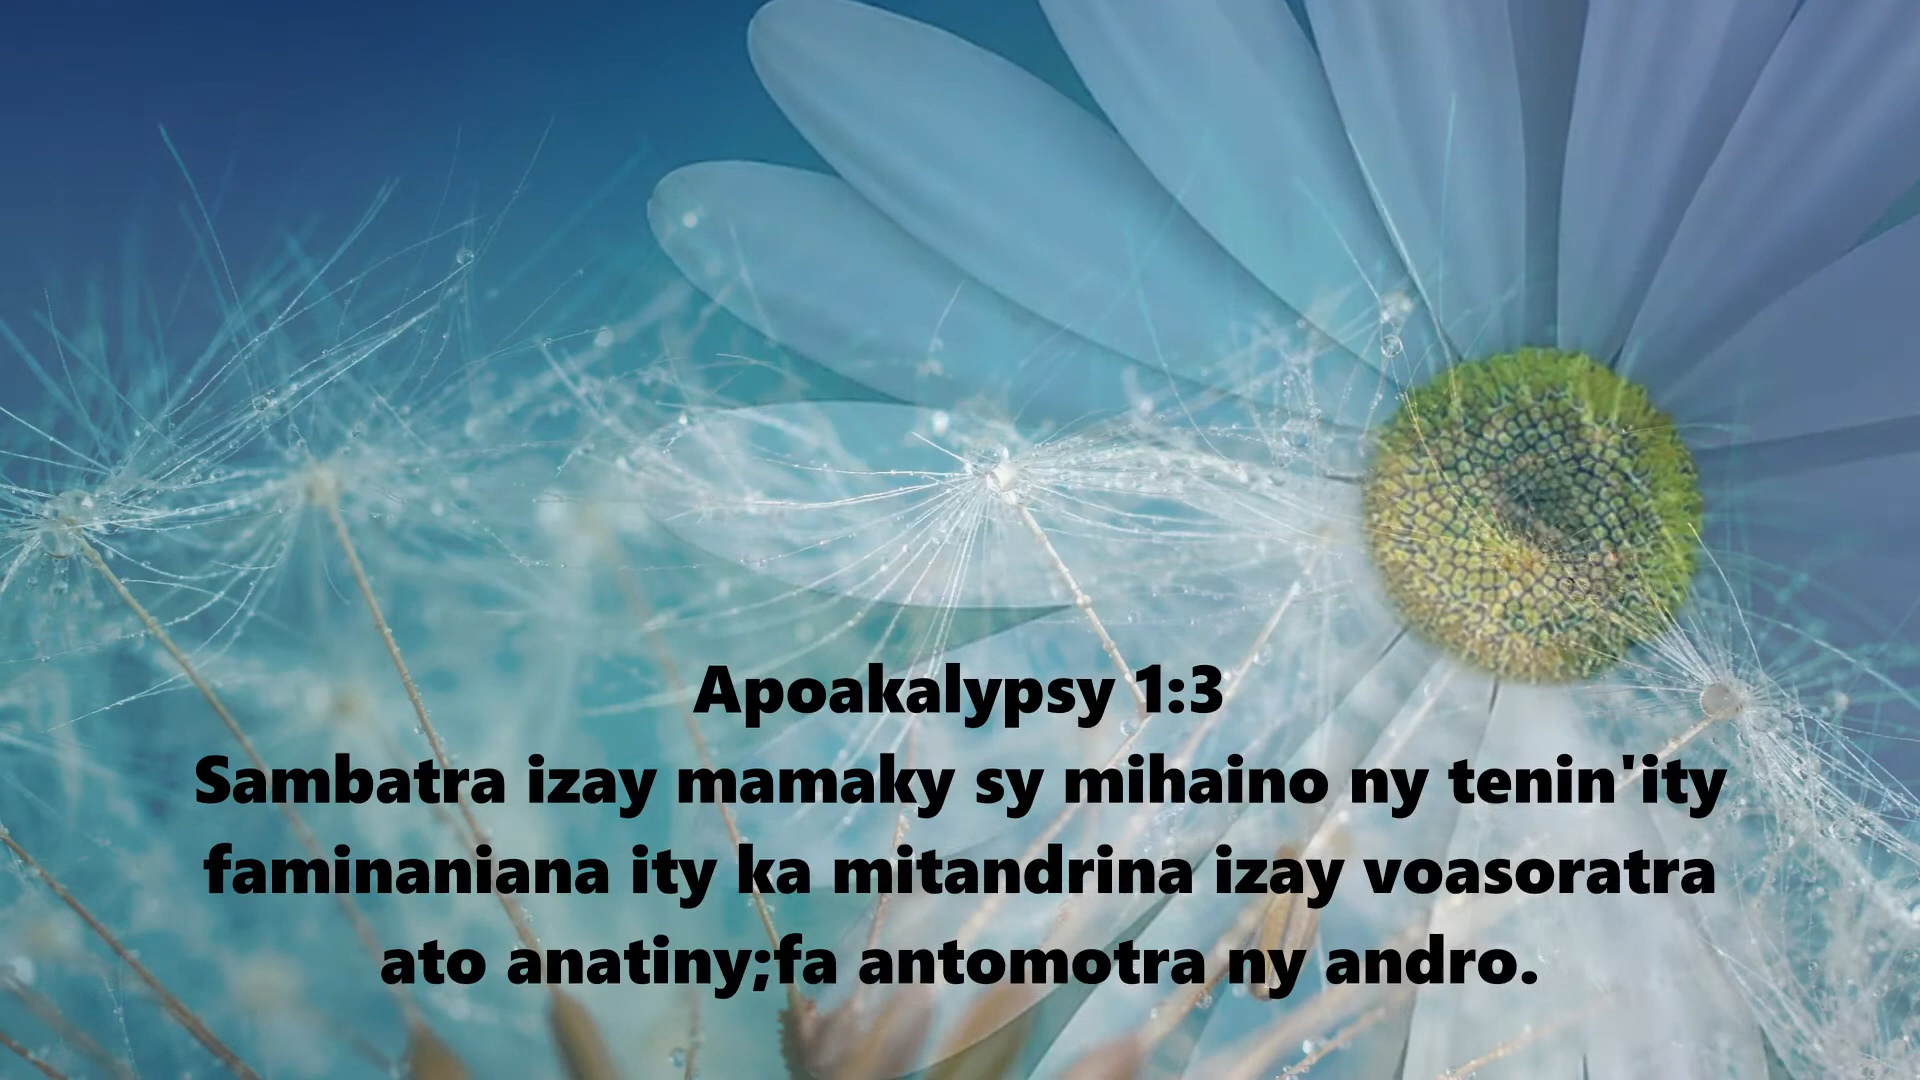 Apoakalypsy 1:3
Sambatra izay mamaky sy mihaino ny tenin'ity
faminaniana ity ka mitandrina izay voasoratra
ato anatiny;fa antomotra ny andro.